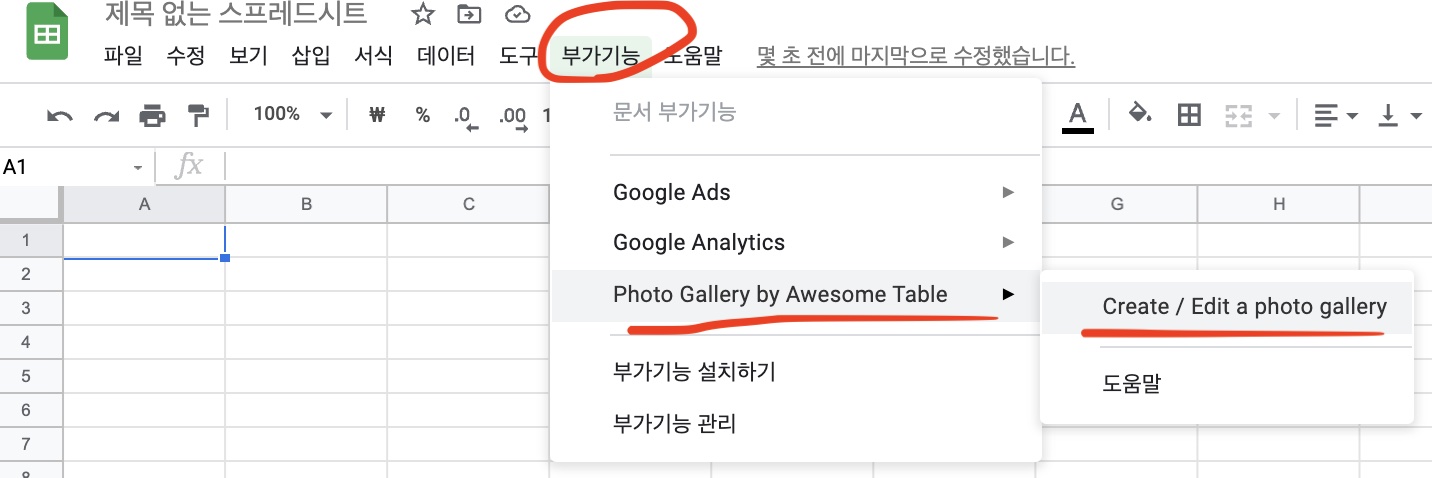 제목 없는 스프레드시트
파일 수정 보기 삽입 서식 데이터 도구 부가기능 도움말 몇 초 전에 마지막으로 수정했습니다.
100% ₩ % .0 .00 1 A
A1 fx
문서 부가기능
A B C G H
Google Ads
Google Analytics
Photo Gallery by Awesome Table
Create / Edit a photo gallery
도움말
부가기능 설치하기
부가기능 관리
1
2
3
4
5
6
7
8